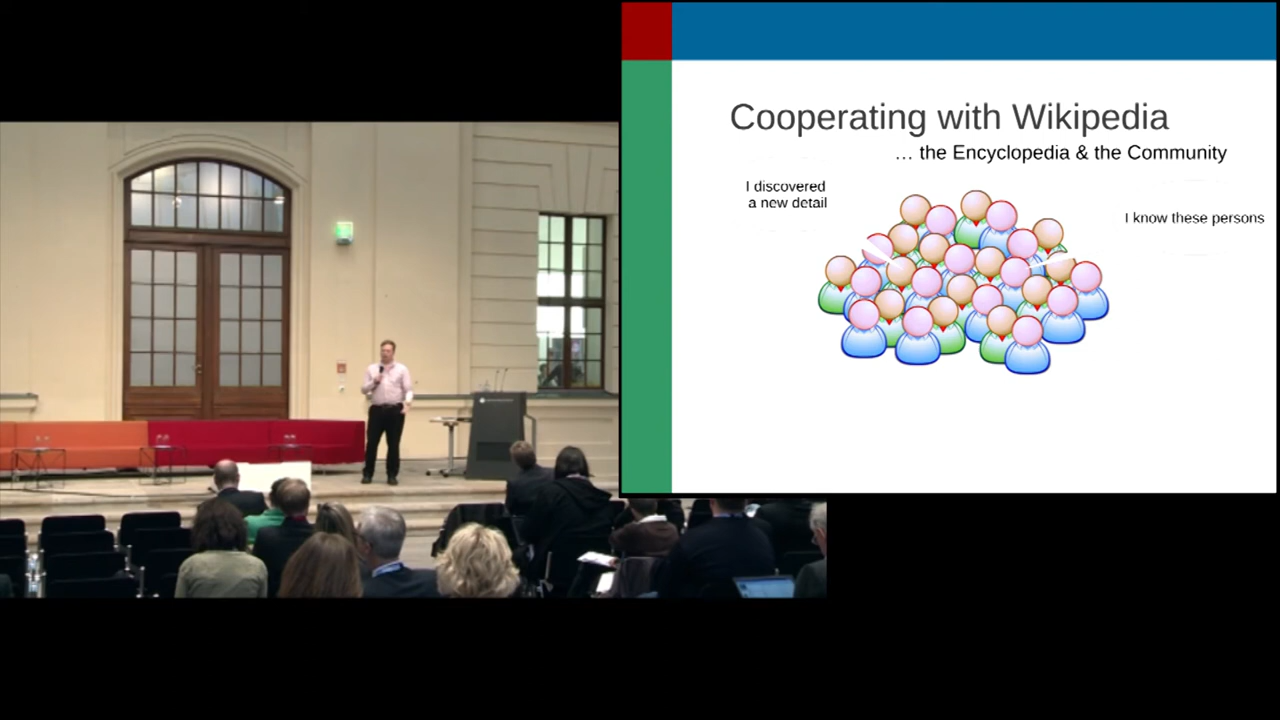 Cooperating with Wikipedia
… the Encyclopedia & the Community
I discovered
a new detail
I know these persons